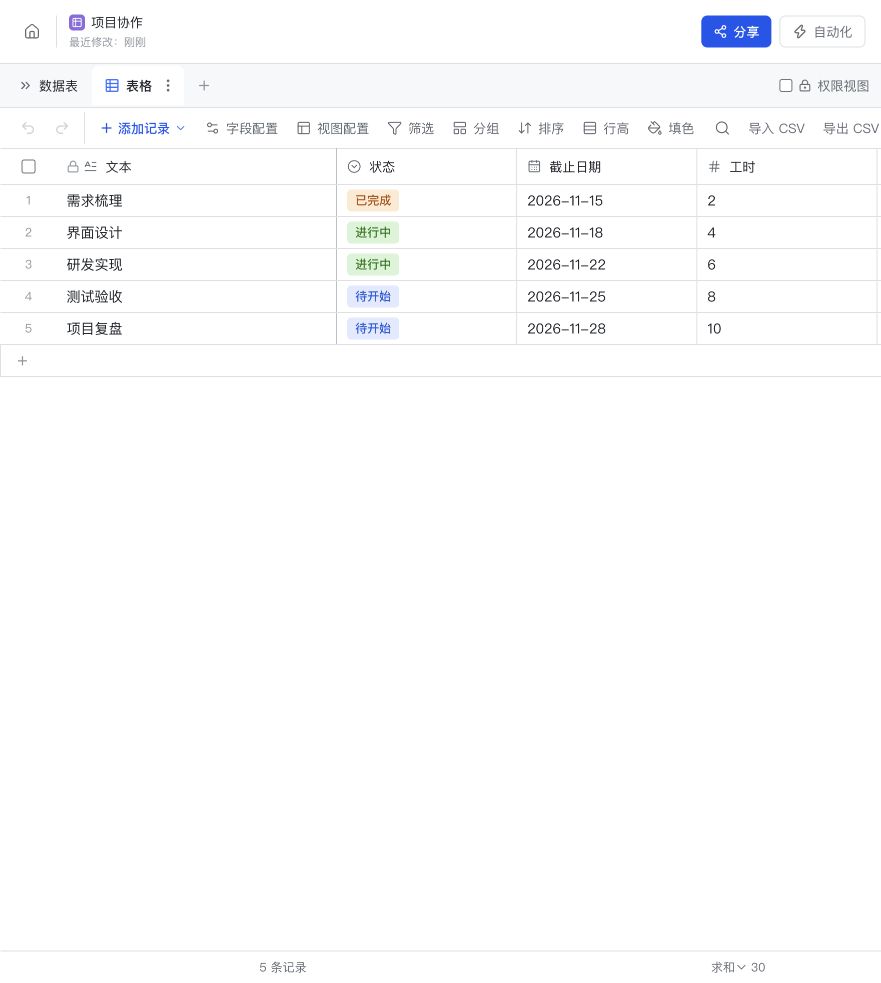 项目协作
最近修改：刚刚
分享
自动化
数据表
表格
权限视图
添加记录
字段配置
视图配置
筛选
分组
排序
行高
填色
导入 CSV
导出 CSV
文本 状态 截止日期 # 工时
1 需求梳理 已完成 2026-11-15 2
2 界面设计 进行中 2026-11-18 4
3 研发实现 进行中 2026-11-22 6
4 测试验收 待开始 2026-11-25 8
5 项目复盘 待开始 2026-11-28 10
5 条记录
求和 30